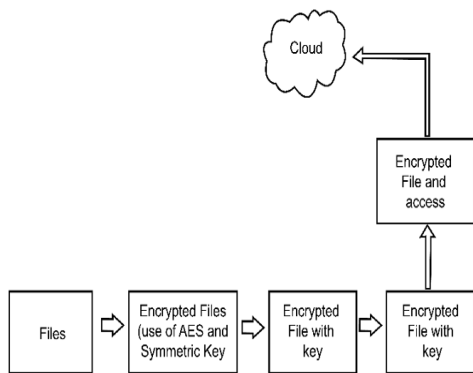 Cloud
Encrypted
File and
access
Files
Encrypted Files
(use of AES and
Symmetric Key
Encrypted
File with
key
Encrypted
File with
key